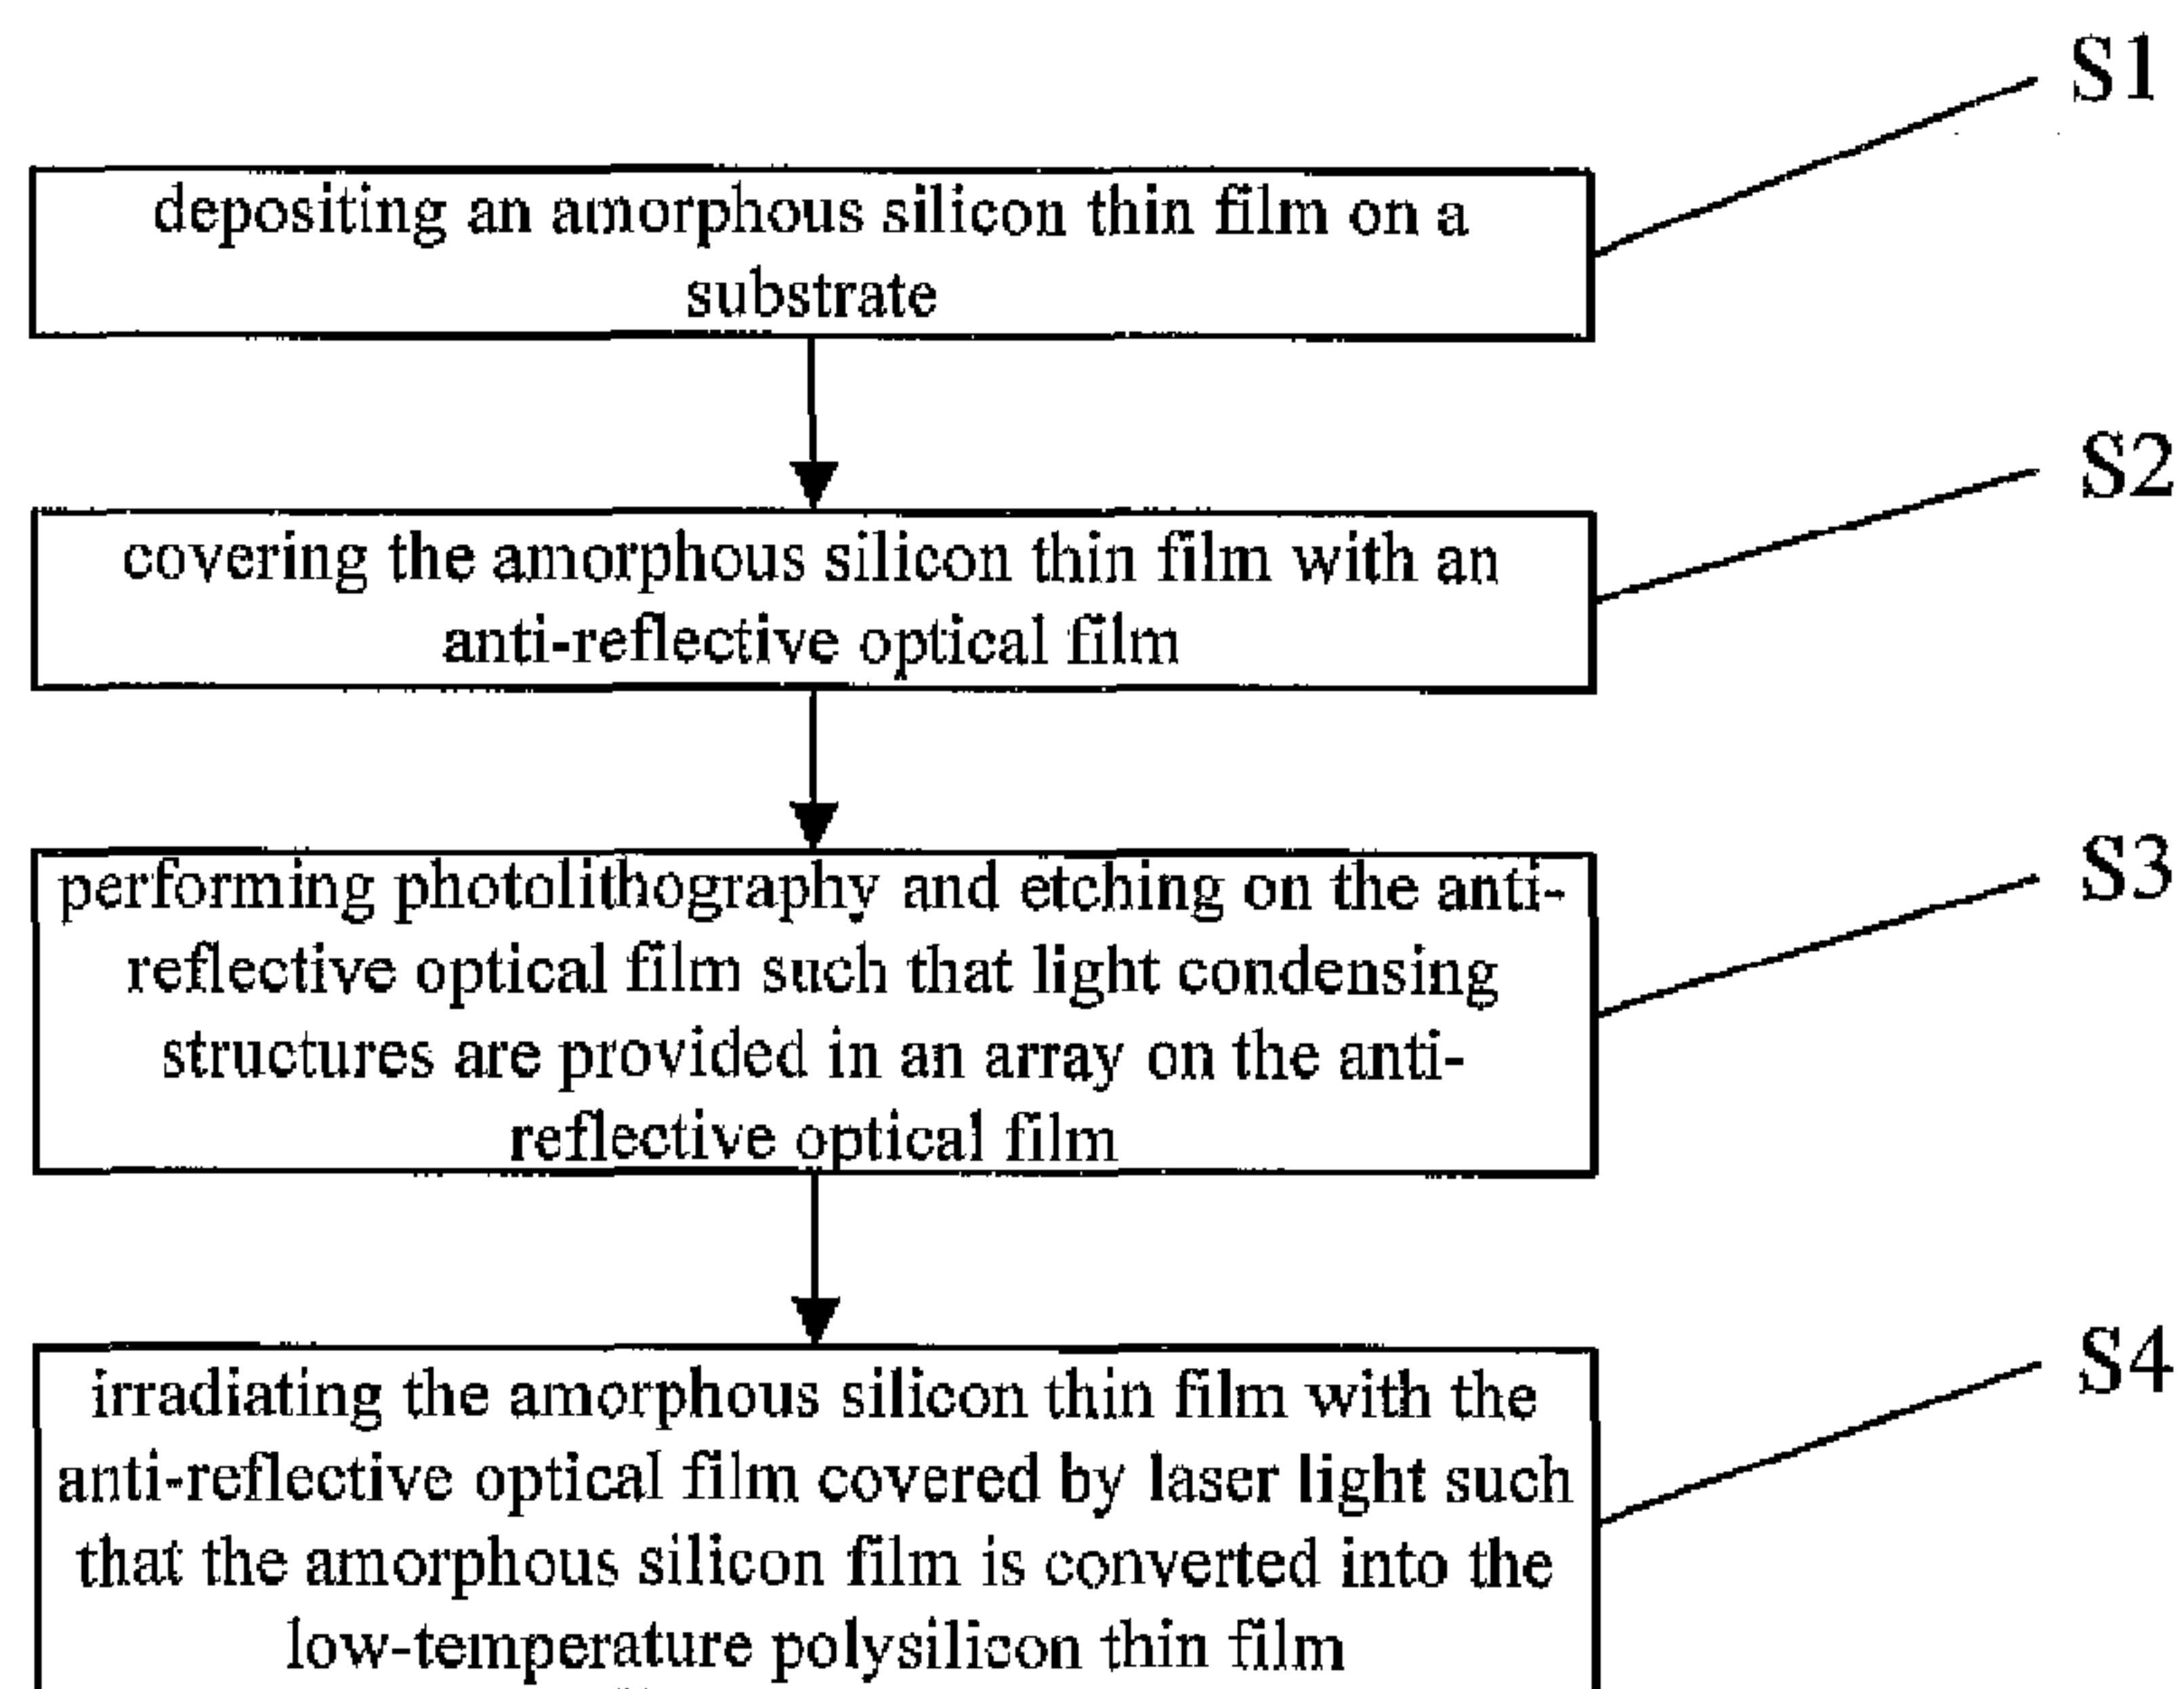 S1
depositing an amorphous silicon thin film on a
substrate
S2
covering the amorphous silicon thin film with an
anti-reflective optical film
S3
performing photolithography and etching on the anti-
reflective optical film such that light condensing
structures are provided in an array on the anti-
reflective optical film
S4
irradiating the amorphous silicon thin film with the
anti-reflective optical film covered by laser light such
that the amorphous silicon film is converted into the
low-temperature polysilicon thin film